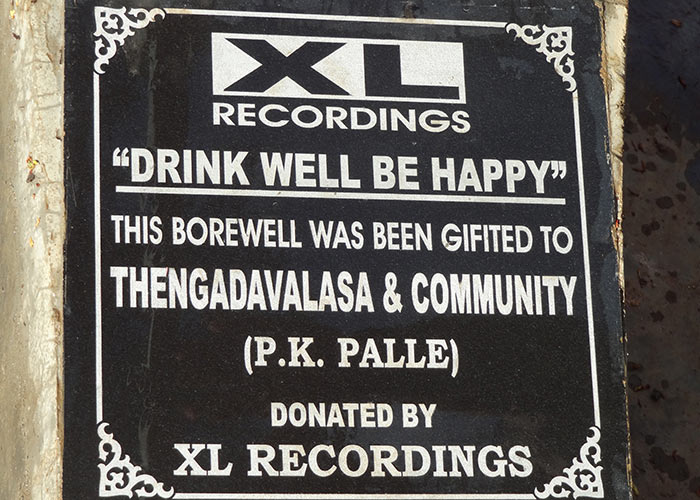 XL
RECORDINGS
“DRINK WELL BE HAPPY”
THIS BOREWELL WAS BEEN GIFITED TO
THENGADAVALASA & COMMUNITY
(P.K. PALLE)
DONATED BY
XL RECORDINGS